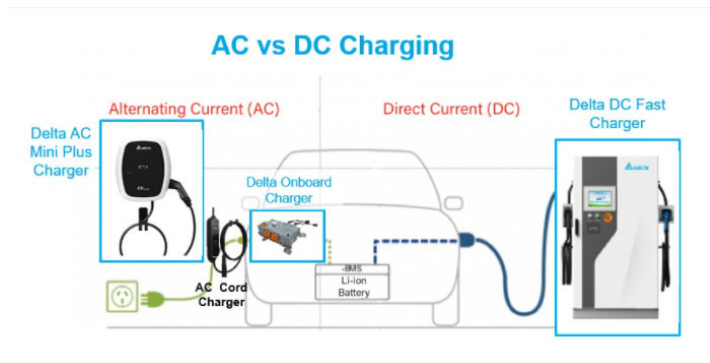 AC vs DC Charging
Alternating Current (AC)
Direct Current (DC)
Delta DC Fast
Charger
Delta AC
Mini Plus
Charger
Delta Onboard
Charger
AC Cord
Charger
-BMS
Li-ion
Battery